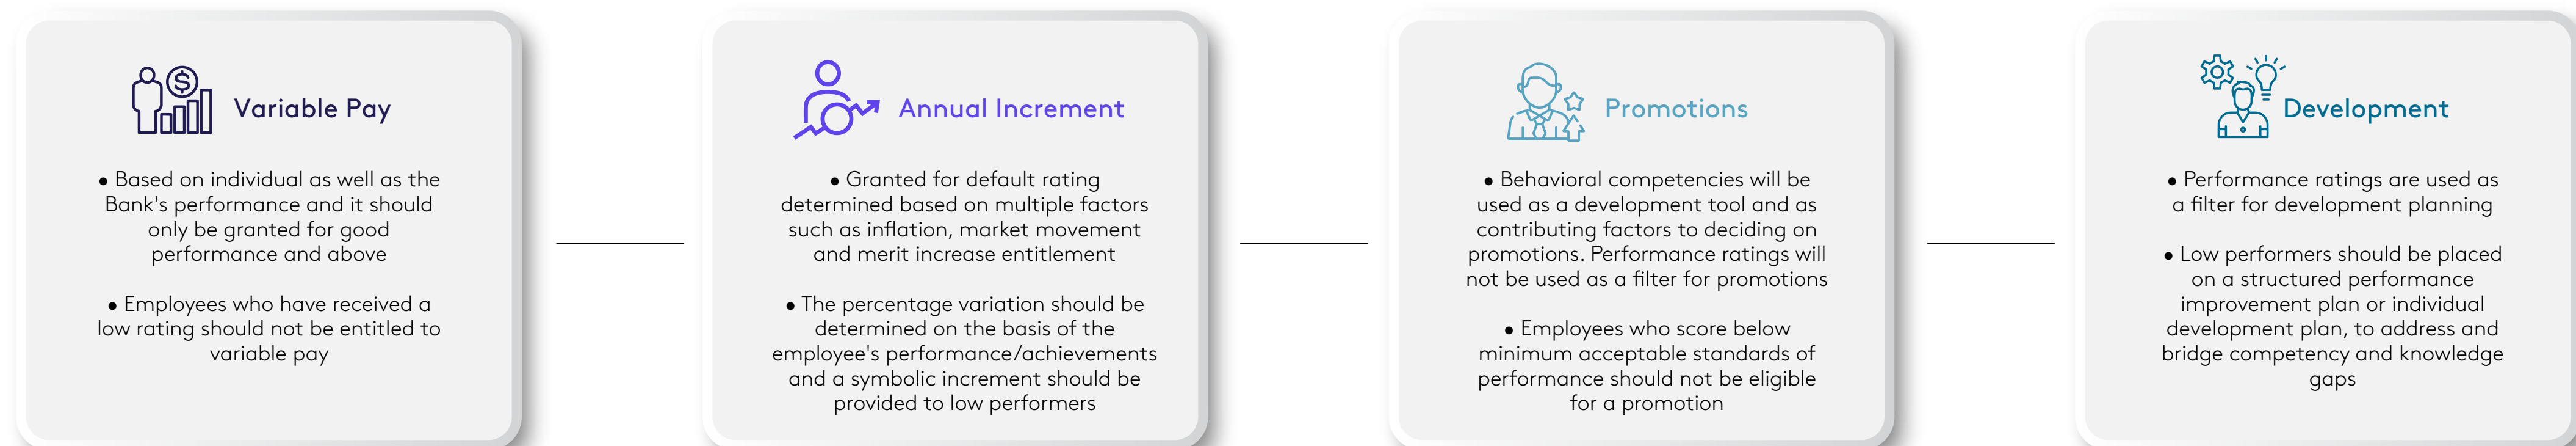 Variable Pay
• Based on individual as well as the
Bank's performance and it should
only be granted for good
performance and above
• Employees who have received a
low rating should not be entitled to
variable pay
Annual Increment
• Granted for default rating
determined based on multiple factors
such as inflation, market movement
and merit increase entitlement
• The percentage variation should be
determined on the basis of the
employee's performance/achievements
and a symbolic increment should be
provided to low performers
Promotions
• Behavioral competencies will be
used as a development tool and as
contributing factors to deciding on
promotions. Performance ratings will
not be used as a filter for promotions
• Employees who score below
minimum acceptable standards of
performance should not be eligible
for a promotion
Development
• Performance ratings are used as
a filter for development planning
• Low performers should be placed
on a structured performance
improvement plan or individual
development plan, to address and
bridge competency and knowledge
gaps